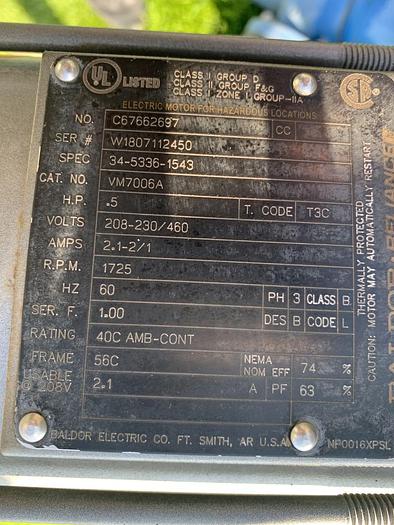 UL LISTED
CLASS I GROUP D
CLASS II GROUP F&G
CLASS I ZONE 1 GROUP-IIA
ELECTRIC MOTOR FOR HAZARDOUS LOCATIONS
NO. C67662697 CC
SER # W1807112450
SPEC 34-5336-1543
CAT. NO. VM7006A
H.P. .5 T. CODE T3C
VOLTS 208-230/460
AMPS 2.1-2/1
R.P.M. 1725
HZ 60 PH 3 CLASS B
SER. F. 1.00 DES B CODE L
RATING 40C AMB-CONT
FRAME 56C NEMA NOM EFF 74 %
USABLE @ 208V 2.1 A PF 63 %
BALDOR ELECTRIC CO. FT. SMITH, AR U.S.A. NP0016XPSL
THERMALLY PROTECTED
CAUTION: MOTOR MAY AUTOMATICALLY RESTART
BALDOR-RELIANCE